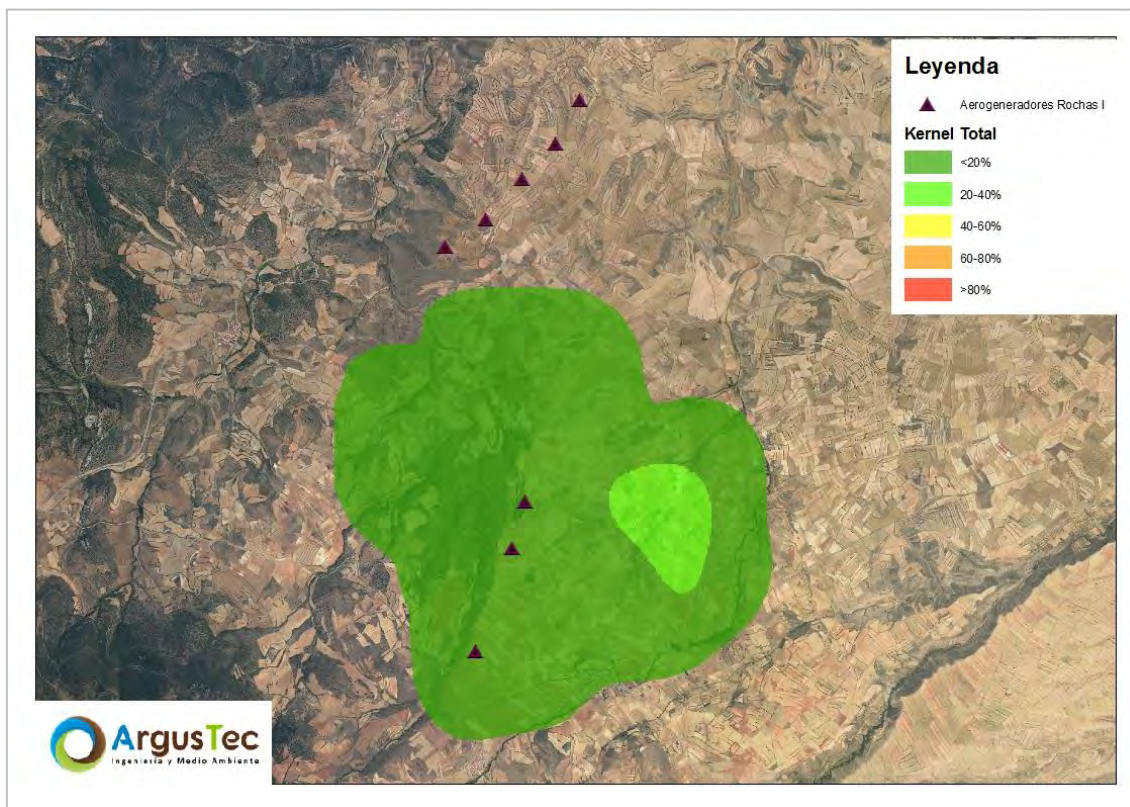 Leyenda
Aerogeneradores Rochas I
Kernel Total
<20%
20-40%
40-60%
60-80%
>80%
ArgusTec
Ingeniería y Medio Ambiente